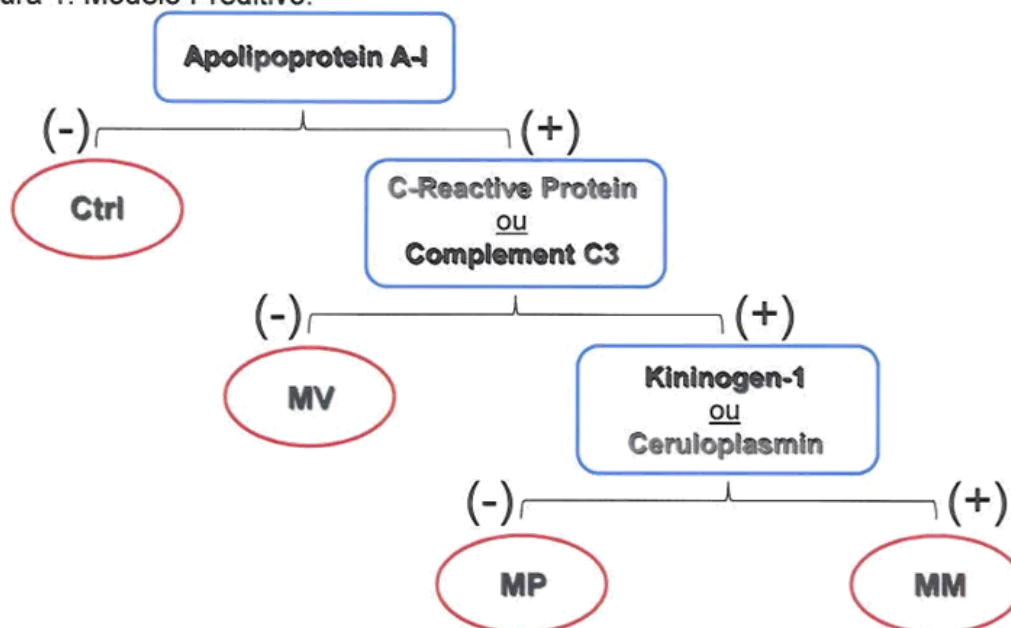 Apolipoprotein A-I
(-)
(+)
Ctrl
C-Reactive Protein
ou
Complement C3
(-)
(+)
MV
Kininogen-1
ou
Ceruloplasmin
(-)
(+)
MP
MM